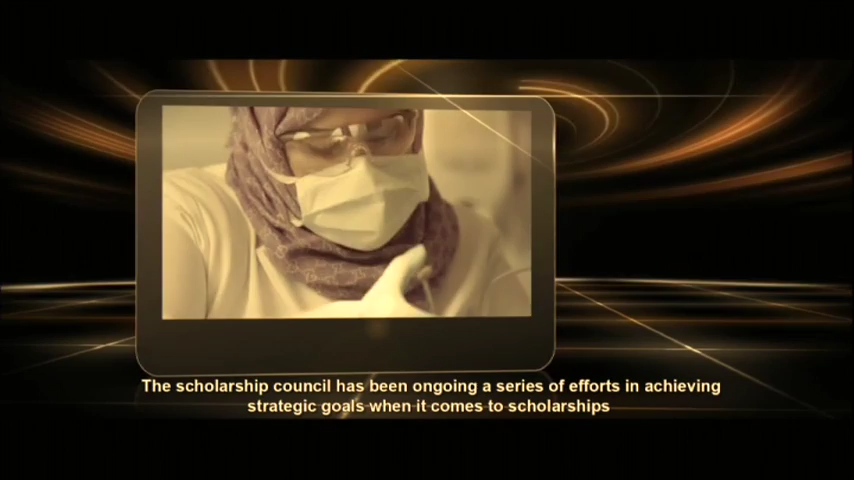 The scholarship council has been ongoing a series of efforts in achieving
strategic goals when it comes to scholarships